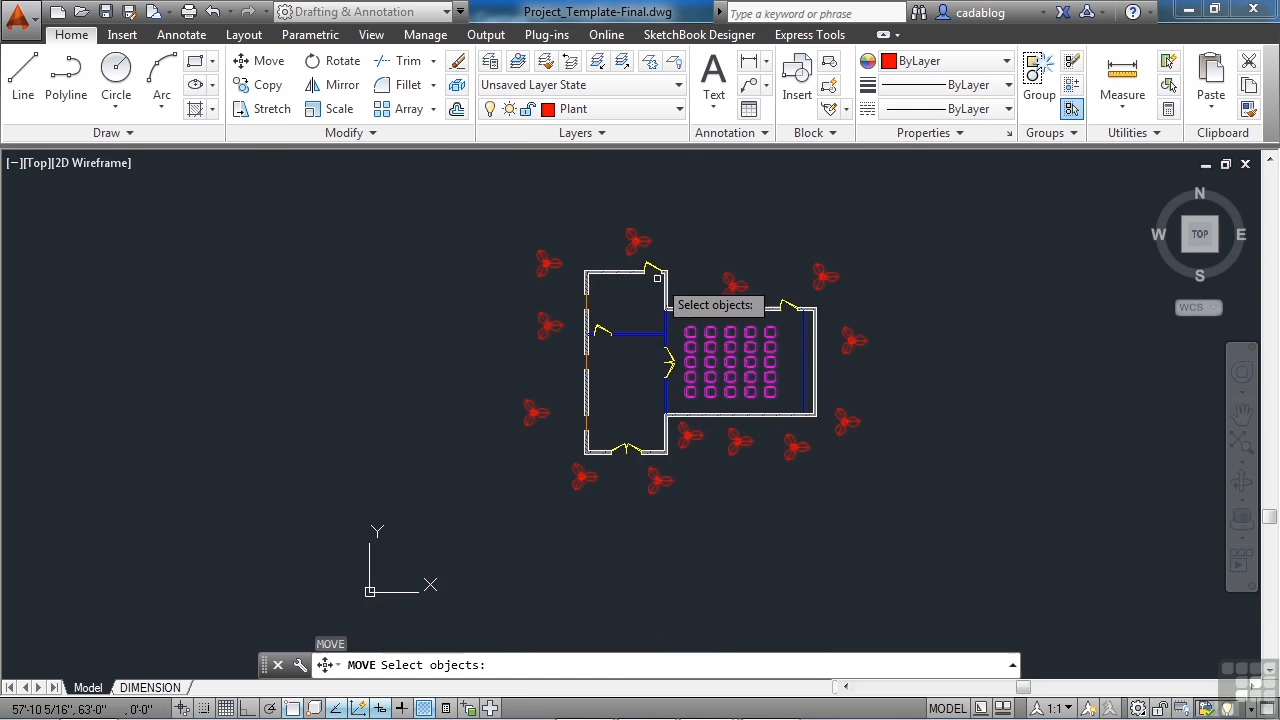 Drafting & Annotation
Project_Template-Final.dwg
Type a keyword or phrase
cadablog
Home Insert Annotate Layout Parametric View Manage Output Plug-ins Online SketchBook Designer Express Tools
Line Polyline Circle Arc
Move Rotate Trim
Copy Mirror Fillet
Stretch Scale Array
Unsaved Layer State
Plant
Text
Insert
ByLayer
ByLayer
ByLayer
Group
Measure
Paste
Draw Modify Layers Annotation Block Properties Groups Utilities Clipboard
[−][Top][2D Wireframe]
N
W TOP E
S
WCS
Select objects:
Y
X
MOVE
MOVE Select objects:
Model DIMENSION
57'-10 5/16", 63'-0" 0'-0"
MODEL
1:1